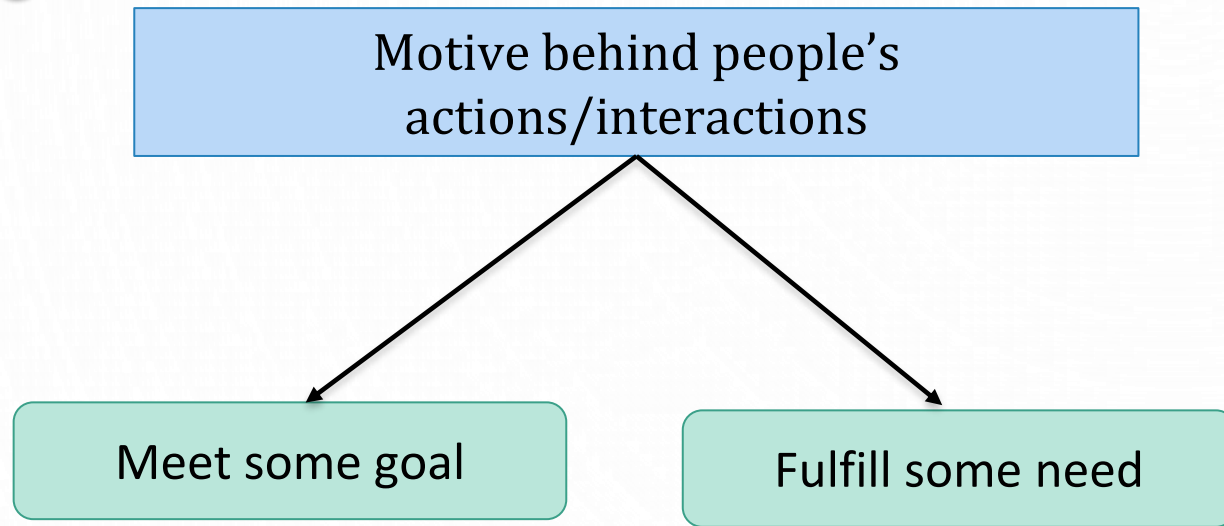 Motive behind people’s
actions/interactions
Meet some goal
Fulfill some need